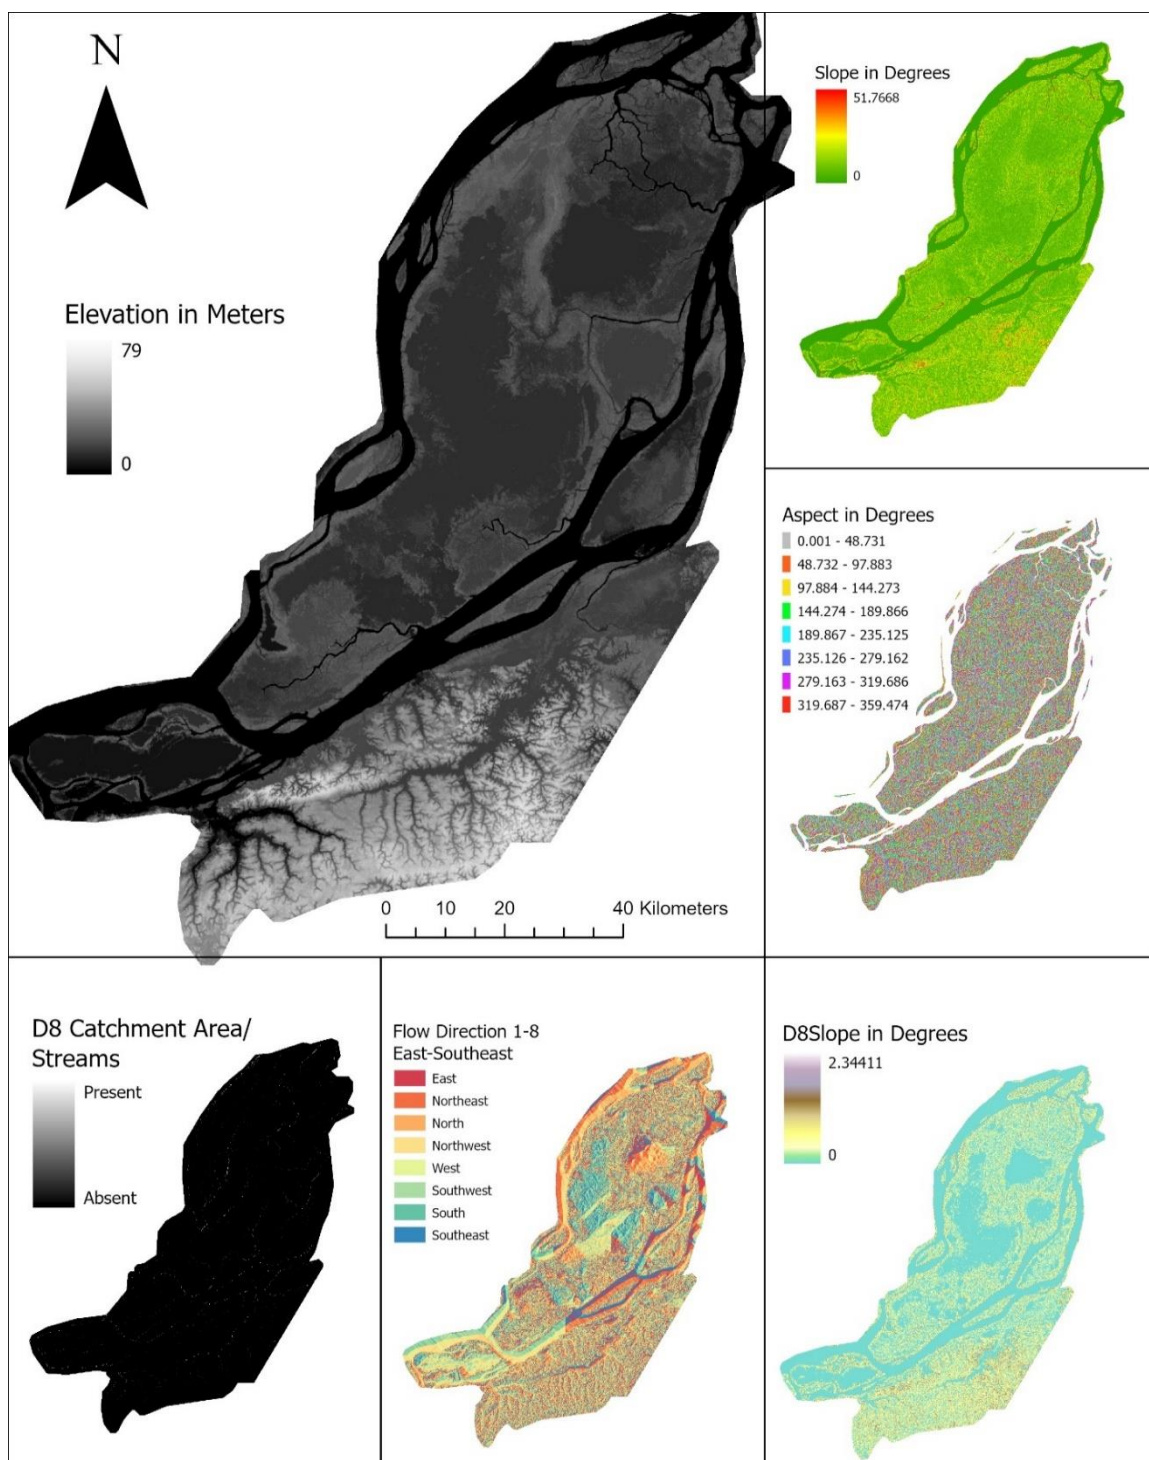 N
Elevation in Meters
79
0
0 10 20 40 Kilometers
Slope in Degrees
51.7668
0
Aspect in Degrees
0.001 - 48.731
48.732 - 97.883
97.884 - 144.273
144.274 - 189.866
189.867 - 235.125
235.126 - 279.162
279.163 - 319.686
319.687 - 359.474
D8 Catchment Area/
Streams
Present
Absent
Flow Direction 1-8
East-Southeast
East
Northeast
North
Northwest
West
Southwest
South
Southeast
D8Slope in Degrees
2.34411
0